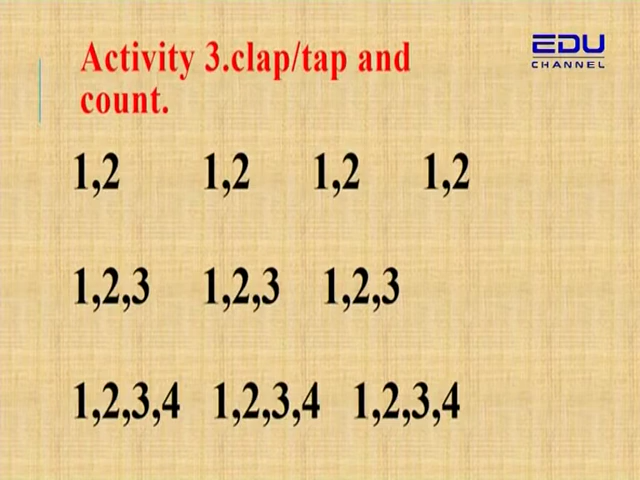 Activity 3.clap/tap and
count.
EDU
CHANNEL
1,2 1,2 1,2 1,2
1,2,3 1,2,3 1,2,3
1,2,3,4 1,2,3,4 1,2,3,4